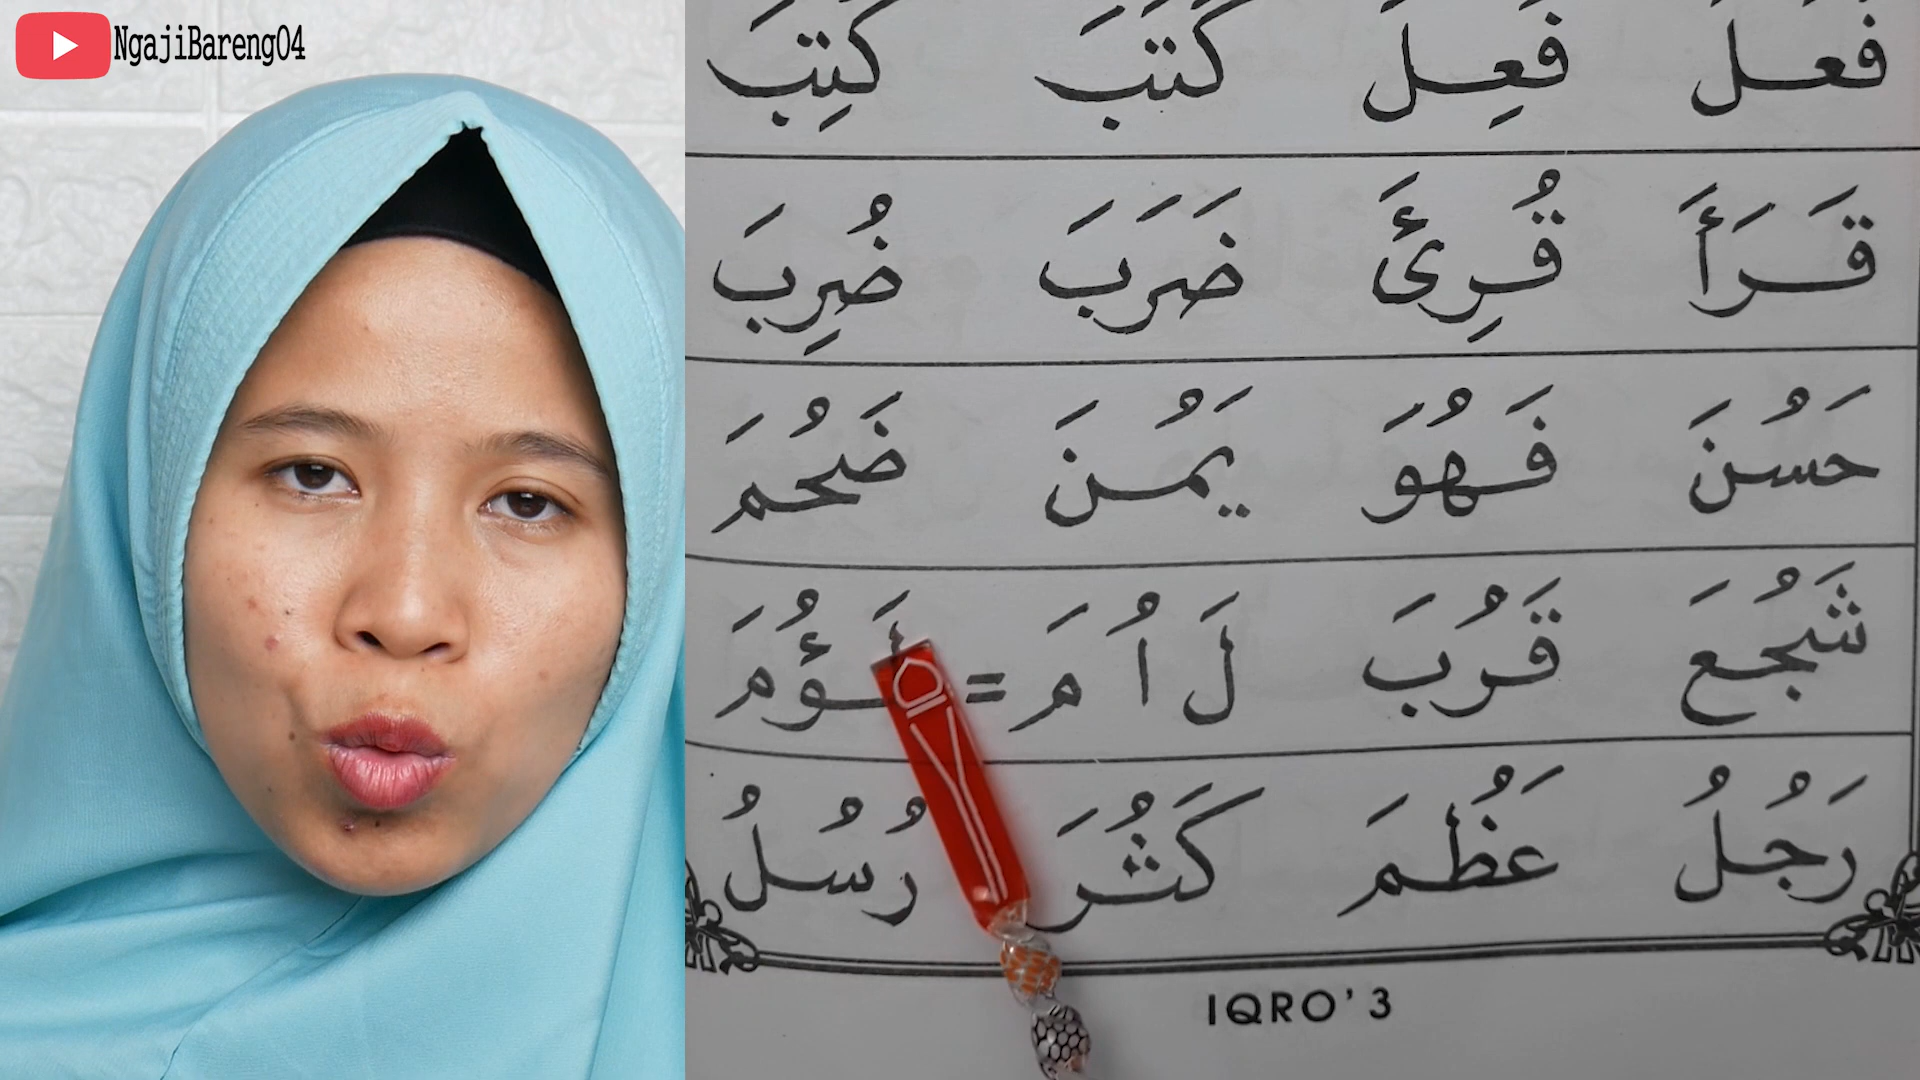 NgajiBareng04
فَعَلَ فَعِلَ كَتَبَ كَتِبَ
قَرَأَ قُرِئَ ضَرَبَ ضُرِبَ
حَسُنَ فَهُوَ يَمُنَ ضَحُمَ
شَجُعَ قَرُبَ لَ اُ مَ =
رَجُلُ عَظُمَ كَثُرَ رُسُلُ
IQRO' 3